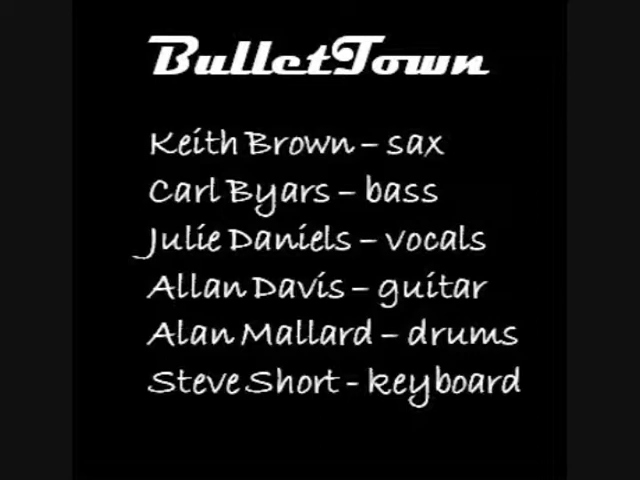 BulletTown
Keith Brown – sax
Carl Byars – bass
Julie Daniels – vocals
Allan Davis – guitar
Alan Mallard – drums
Steve Short - keyboard